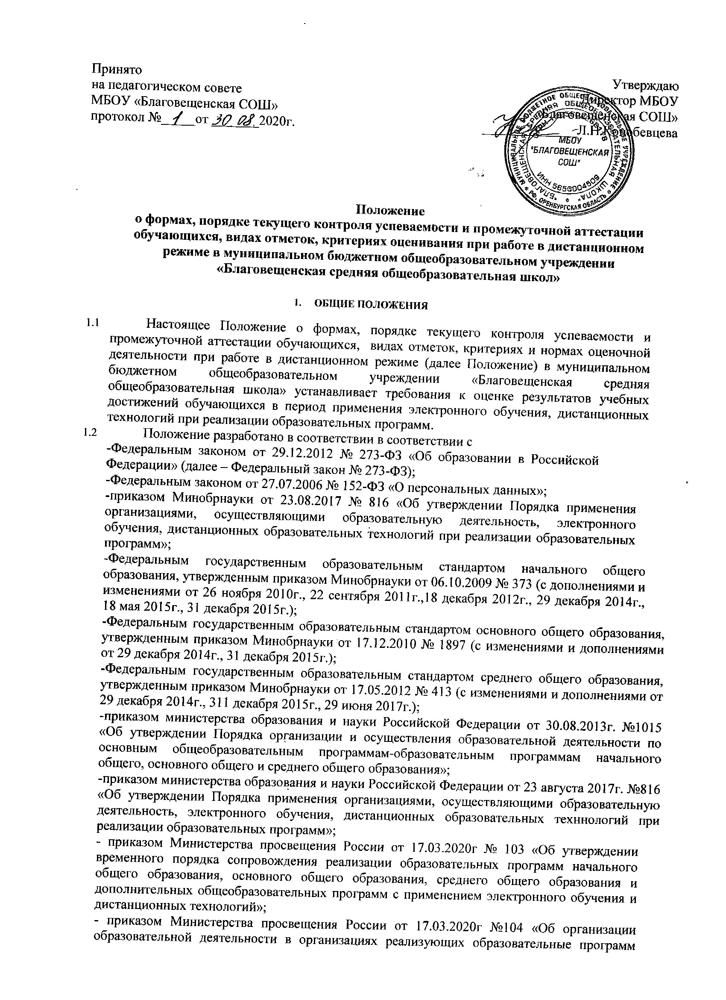 Принято
на педагогическом совете
МБОУ «Благовещенская СОШ»
протокол № 1 от 30 08. 2020г.
Утверждаю
Директор МБОУ
Благовещенская СОШ»
МУНИЦИПАЛЬНОЕ БЮДЖЕТНОЕ ОБЩЕОБРАЗОВАТЕЛЬНОЕ УЧРЕЖДЕНИЕ
* РФ, ОРЕНБУРГСКАЯ ОБЛАСТЬ *
"БЛАГОВЕЩЕНСКАЯ СРЕДНЯЯ ОБЩЕОБРАЗОВАТЕЛЬНАЯ ШКОЛА" *
МБОУ
"БЛАГОВЕЩЕНСКАЯ
СОШ"
ИНН 5656004509
Положение
о формах, порядке текущего контроля успеваемости и промежуточной аттестации
обучающихся, видах отметок, критериях оценивания при работе в дистанционном
режиме в муниципальном бюджетном общеобразовательном учреждении
«Благовещенская средняя общеобразовательная школ»
1. ОБЩИЕ ПОЛОЖЕНИЯ
1.1 Настоящее Положение о формах, порядке текущего контроля успеваемости и
промежуточной аттестации обучающихся, видах отметок, критериях и нормах оценочной
деятельности при работе в дистанционном режиме (далее Положение) в муниципальном
бюджетном общеобразовательном учреждении «Благовещенская средняя
общеобразовательная школа» устанавливает требования к оценке результатов учебных
достижений обучающихся в период применения электронного обучения, дистанционных
технологий при реализации образовательных программ.
1.2 Положение разработано в соответствии в соответствии с
-Федеральным законом от 29.12.2012 № 273-ФЗ «Об образовании в Российской
Федерации» (далее – Федеральный закон № 273-ФЗ);
-Федеральным законом от 27.07.2006 № 152-ФЗ «О персональных данных»;
-приказом Минобрнауки от 23.08.2017 № 816 «Об утверждении Порядка применения
организациями, осуществляющими образовательную деятельность, электронного
обучения, дистанционных образовательных технологий при реализации образовательных
программ»;
-Федеральным государственным образовательным стандартом начального общего
образования, утвержденным приказом Минобрнауки от 06.10.2009 № 373 (с дополнениями и
изменениями от 26 ноября 2010г., 22 сентября 2011г.,18 декабря 2012г., 29 декабря 2014г.,
18 мая 2015г., 31 декабря 2015г.);
-Федеральным государственным образовательным стандартом основного общего образования,
утвержденным приказом Минобрнауки от 17.12.2010 № 1897 (с изменениями и дополнениями
от 29 декабря 2014г., 31 декабря 2015г.);
-Федеральным государственным образовательным стандартом среднего общего образования,
утвержденным приказом Минобрнауки от 17.05.2012 № 413 (с изменениями и дополнениями от
29 декабря 2014г., 311 декабря 2015г., 29 июня 2017г.);
-приказом министерства образования и науки Российской Федерации от 30.08.2013г. №1015
«Об утверждении Порядка организации и осуществления образовательной деятельности по
основным общеобразовательным программам-образовательным программам начального
общего, основного общего и среднего общего образования»;
-приказом министерства образования и науки Российской Федерации от 23 августа 2017г. №816
«Об утверждении Порядка применения организациями, осуществляющими образовательную
деятельность, электронного обучения, дистанционных образовательных техннологий при
реализации образовательных программ»;
- приказом Министерства просвещения России от 17.03.2020г № 103 «Об утверждении
временного порядка сопровождения реализации образовательных программ начального
общего образования, основного общего образования, среднего общего образования и
дополнительных общеобразовательных программ с применением электронного обучения и
дистанционных технологий»;
- приказом Министерства просвещения России от 17.03.2020г №104 «Об организации
образовательной деятельности в организациях реализующих образовательные программ